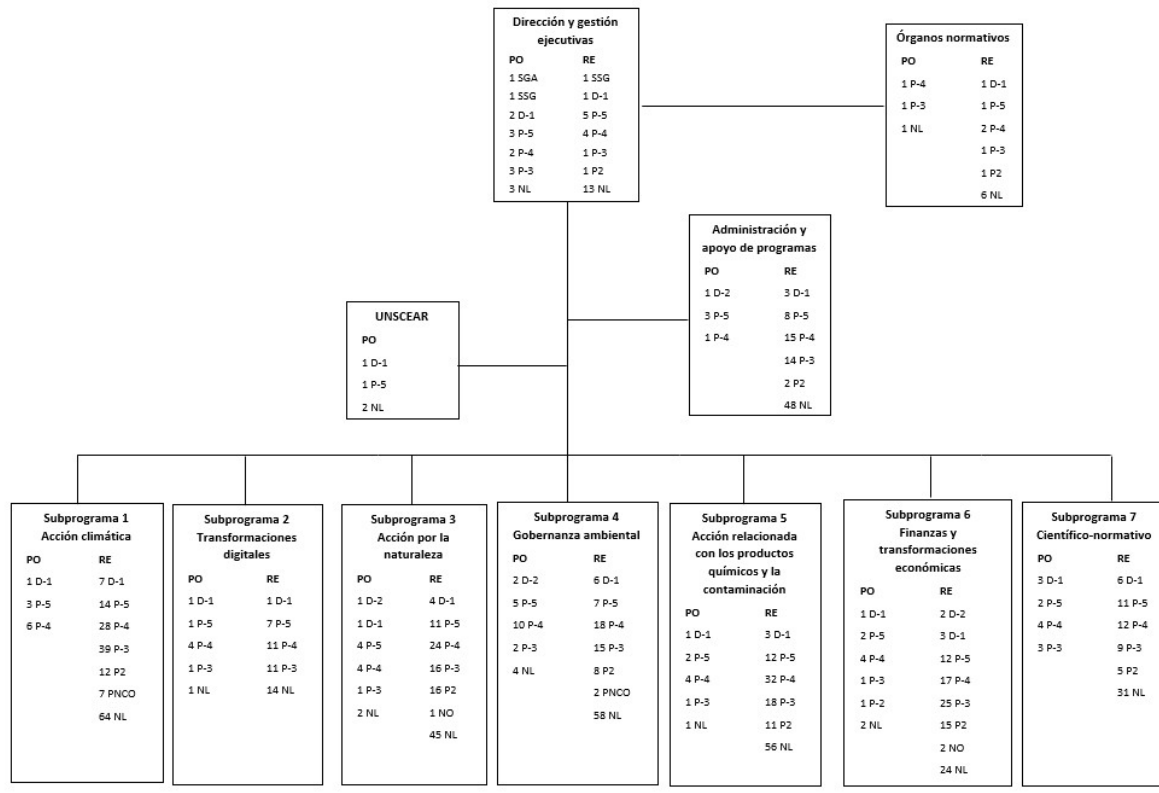 Dirección y gestión
ejecutivas
PO RE
1 SGA 1 SSG
1 SSG 1 D-1
2 D-1 5 P-5
3 P-5 4 P-4
2 P-4 1 P-3
3 P-3 1 P2
3 NL 13 NL
Órganos normativos
PO RE
1 P-4 1 D-1
1 P-3 1 P-5
1 NL 2 P-4
1 P-3
1 P2
6 NL
Administración y
apoyo de programas
PO RE
1 D-2 3 D-1
3 P-5 8 P-5
1 P-4 15 P-4
14 P-3
2 P2
48 NL
UNSCEAR
PO
1 D-1
1 P-5
2 NL
Subprograma 1
Acción climática
PO RE
1 D-1 7 D-1
3 P-5 14 P-5
6 P-4 28 P-4
39 P-3
12 P2
7 PNCO
64 NL
Subprograma 2
Transformaciones
digitales
PO RE
1 D-1 1 D-1
1 P-5 7 P-5
4 P-4 11 P-4
1 P-3 11 P-3
1 NL 14 NL
Subprograma 3
Acción por la
naturaleza
PO RE
1 D-2 4 D-1
1 D-1 11 P-5
4 P-5 24 P-4
4 P-4 16 P-3
1 P-3 16 P2
2 NL 1 NO
45 NL
Subprograma 4
Gobernanza ambiental
PO RE
2 D-2 6 D-1
5 P-5 7 P-5
10 P-4 18 P-4
2 P-3 15 P-3
4 NL 8 P2
2 PNCO
58 NL
Subprograma 5
Acción relacionada
con los productos
químicos y la
contaminación
PO RE
1 D-1 3 D-1
2 P-5 12 P-5
4 P-4 32 P-4
1 P-3 18 P-3
1 NL 11 P2
56 NL
Subprograma 6
Finanzas y
transformaciones
económicas
PO RE
1 D-1 2 D-2
2 P-5 3 D-1
4 P-4 12 P-5
1 P-3 17 P-4
1 P-2 25 P-3
2 NL 15 P2
2 NO
24 NL
Subprograma 7
Científico-normativo
PO RE
3 D-1 6 D-1
2 P-5 11 P-5
4 P-4 12 P-4
3 P-3 9 P-3
5 P2
31 NL